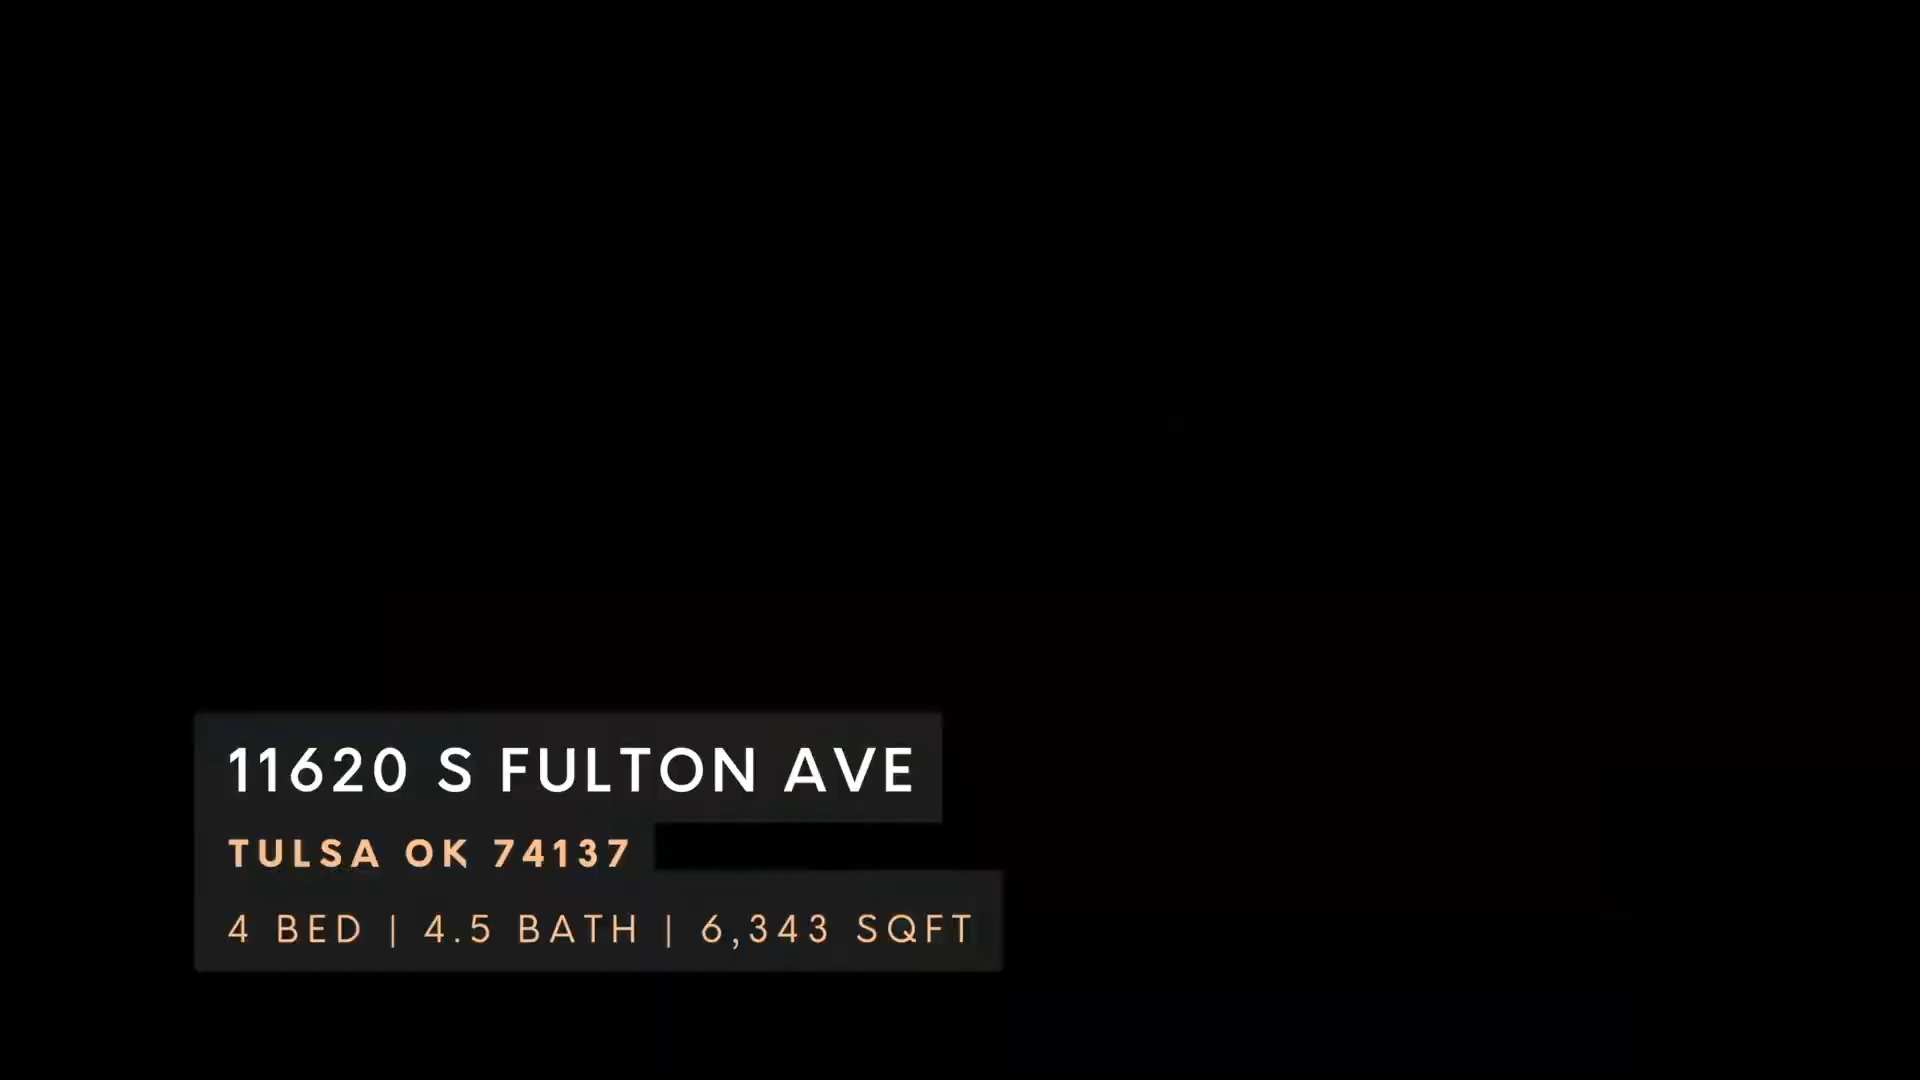 11620 S FULTON AVE
TULSA OK 74137
4 BED | 4.5 BATH | 6,343 SQFT